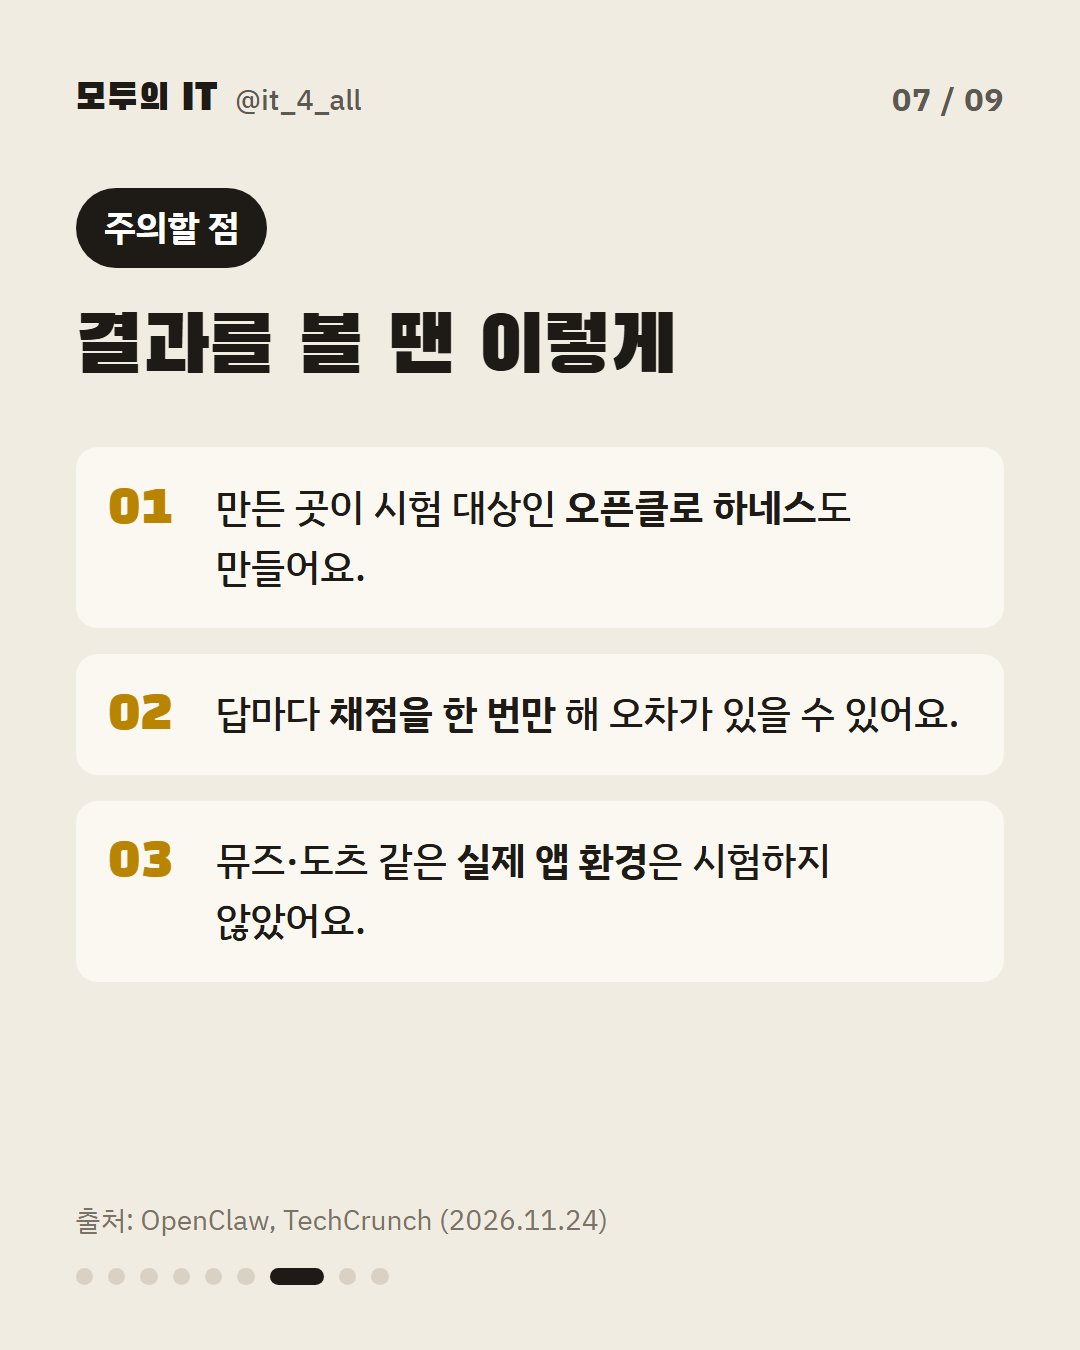 모두의 IT @it_4_all
07 / 09
주의할 점
결과를 볼 땐 이렇게
01 만든 곳이 시험 대상인 오픈클로 하네스도
만들어요.
02 답마다 채점을 한 번만 해 오차가 있을 수 있어요.
03 뮤즈·도츠 같은 실제 앱 환경은 시험하지
않았어요.
출처: OpenClaw, TechCrunch (2026.11.24)